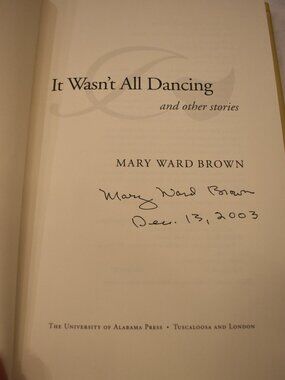 It Wasn't All Dancing
and other stories
MARY WARD BROWN
Mary Ward Brown
Dec. 13, 2003
THE UNIVERSITY OF ALABAMA PRESS • TUSCALOOSA AND LONDON